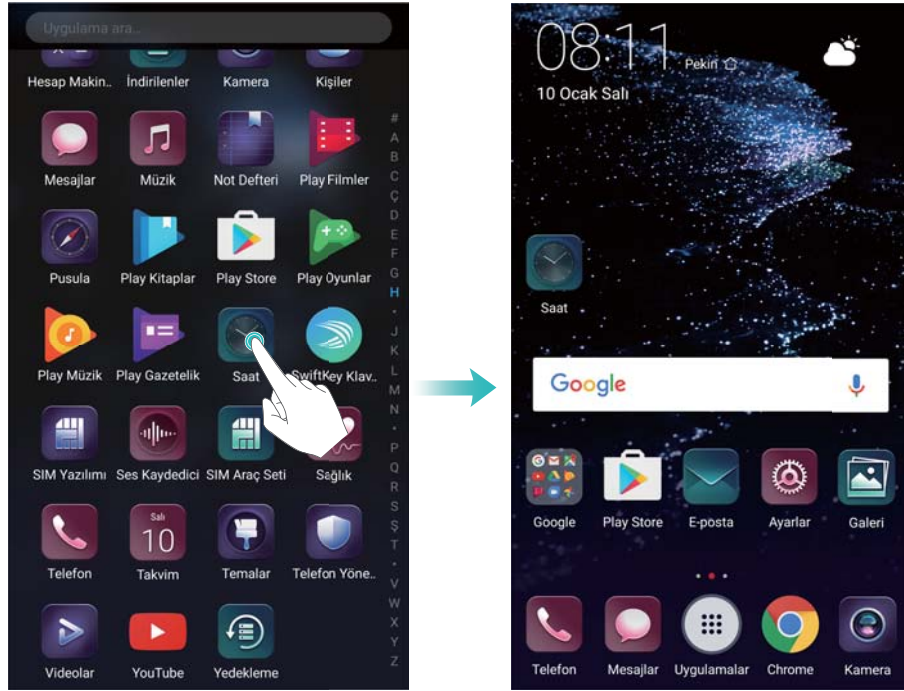 Uygulama ara..
Hesap Makin.. İndirilenler Kamera Kişiler
Mesajlar Müzik Not Defteri Play Filmler
Pusula Play Kitaplar Play Store Play Oyunlar
Play Müzik Play Gazetelik Saat SwiftKey Klav..
SIM Yazılımı Ses Kaydedici SIM Araç Seti Sağlık
Salı
10
Telefon Takvim Temalar Telefon Yöne..
Videolar YouTube Yedekleme
#
A
B
C
Ç
D
E
F
G
H
J
K
L
M
N
P
Q
R
S
Ş
T
V
W
X
Y
Z
08:11
Pekin
10 Ocak Salı
Saat
Google
Google Play Store E-posta Ayarlar Galeri
Telefon Mesajlar Uygulamalar Chrome Kamera